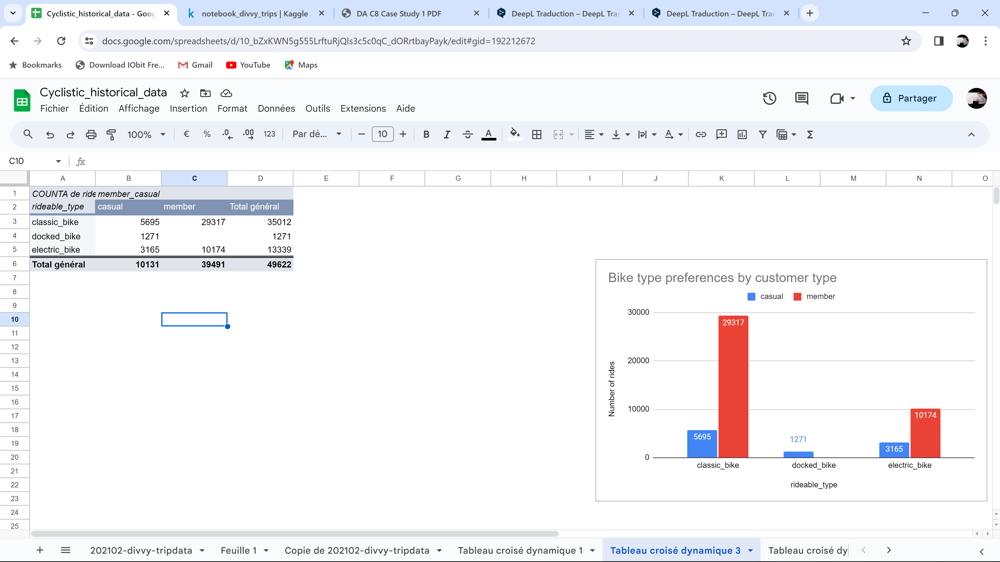 Cyclistic_historical_data - Goog
notebook_divvy_trips | Kaggle
DA C8 Case Study 1 PDF
DeepL Traduction – DeepL Tran
DeepL Traduction – DeepL Tran
docs.google.com/spreadsheets/d/10_bZxKWN5g555LrftuRjQIs3c5c0qC_dORrtbayPayk/edit#gid=192212672
Bookmarks
Download IObit Fre...
Gmail
YouTube
Maps
Cyclistic_historical_data
Partager
Fichier Édition Affichage Insertion Format Données Outils Extensions Aide
100% € % .0 .00 123 Par dé... 10 B I A Σ
C10 fx
A B C D E F G H I J K L M N O
1 COUNTA de ride member_casual
2 rideable_type casual member Total général
3 classic_bike 5695 29317 35012
4 docked_bike 1271 1271
5 electric_bike 3165 10174 13339
6 Total général 10131 39491 49622
7
8
9
10
11
12
13
14
15
16
17
18
19
20
21
22
23
24
25
Bike type preferences by customer type
casual member
Number of rides
30000
20000
10000
0
29317
10174
5695
1271
3165
classic_bike docked_bike electric_bike
rideable_type
202102-divvy-tripdata Feuille 1 Copie de 202102-divvy-tripdata Tableau croisé dynamique 1 Tableau croisé dynamique 3 Tableau croisé dy